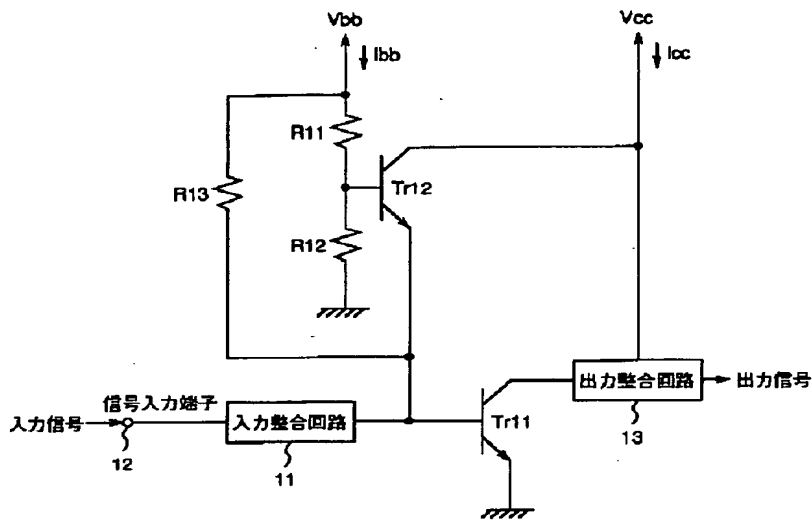 Vbb
Vcc
Ibb
Icc
R11
R13
Tr12
R12
入力信号
信号入力端子
入力整合回路
Tr11
出力整合回路
出力信号
12
11
13